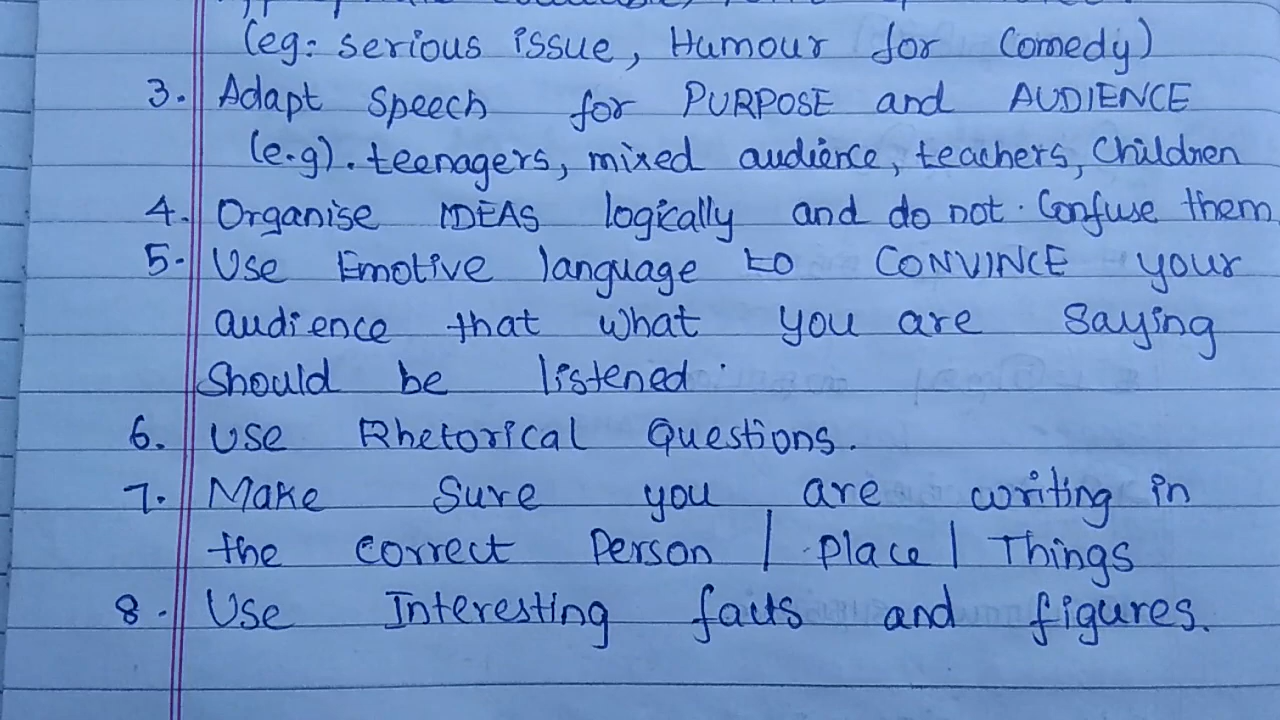 (eg: serious issue, Humour for Comedy)
3. Adapt Speech for PURPOSE and AUDIENCE
(e.g). teenagers, mixed audience, teachers, Children
4. Organise IDEAS logically and do not. Confuse them
5. Use Emotive language to CONVINCE your
audience that what you are saying
Should be listened.
6. Use Rhetorical Questions.
7. Make Sure you are writing in
the correct Person | Place | Things
8. Use Interesting facts and figures.